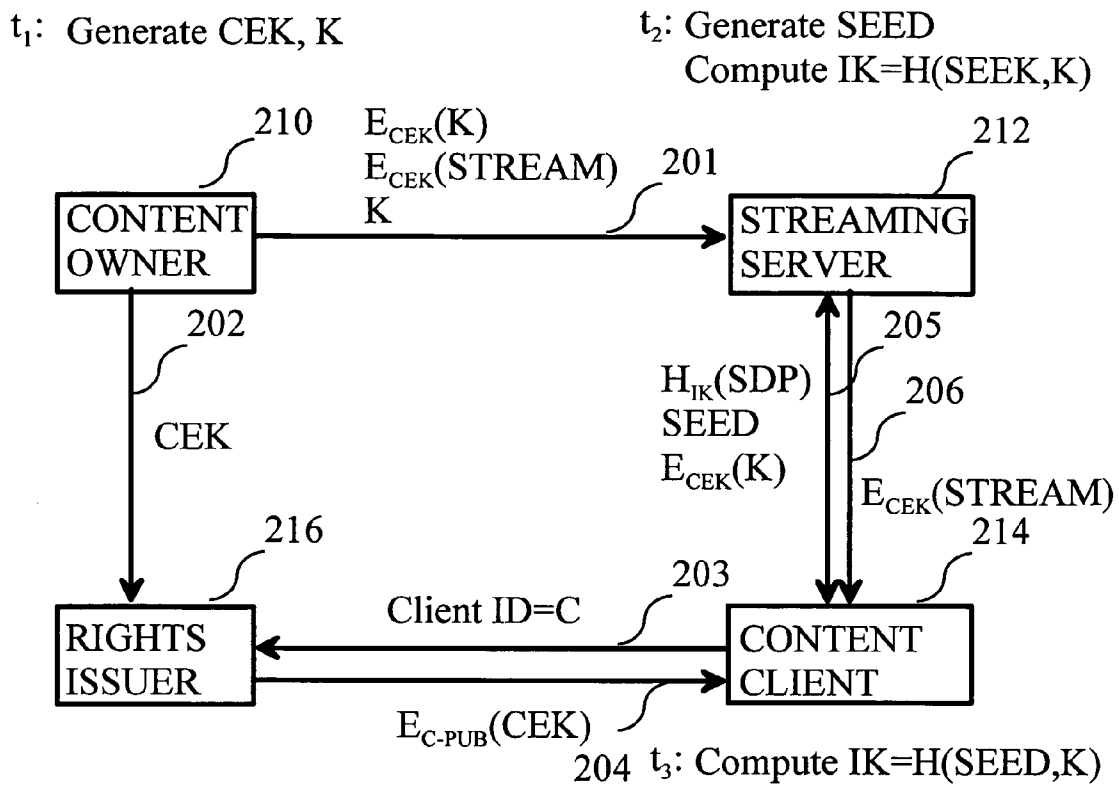 t₁: Generate CEK, K
t₂: Generate SEED
Compute IK=H(SEEK,K)
210
E_CEK(K)
E_CEK(STREAM)
K
201
212
CONTENT
OWNER
STREAMING
SERVER
202
CEK
H_IK(SDP)
SEED
E_CEK(K)
205
206
E_CEK(STREAM)
216
214
203
Client ID=C
RIGHTS
ISSUER
CONTENT
CLIENT
E_C-PUB(CEK)
204
t₃: Compute IK=H(SEED,K)